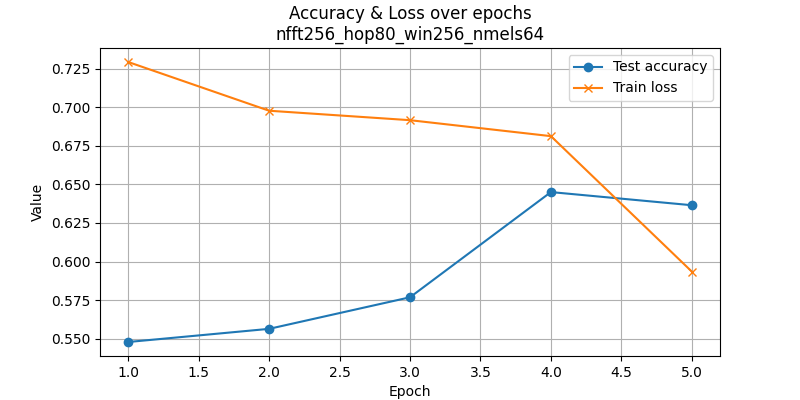 Accuracy & Loss over epochs
nfft256_hop80_win256_nmels64
Test accuracy
Train loss
0.725
0.700
0.675
0.650
0.625
0.600
0.575
0.550
Value
1.0 1.5 2.0 2.5 3.0 3.5 4.0 4.5 5.0
Epoch